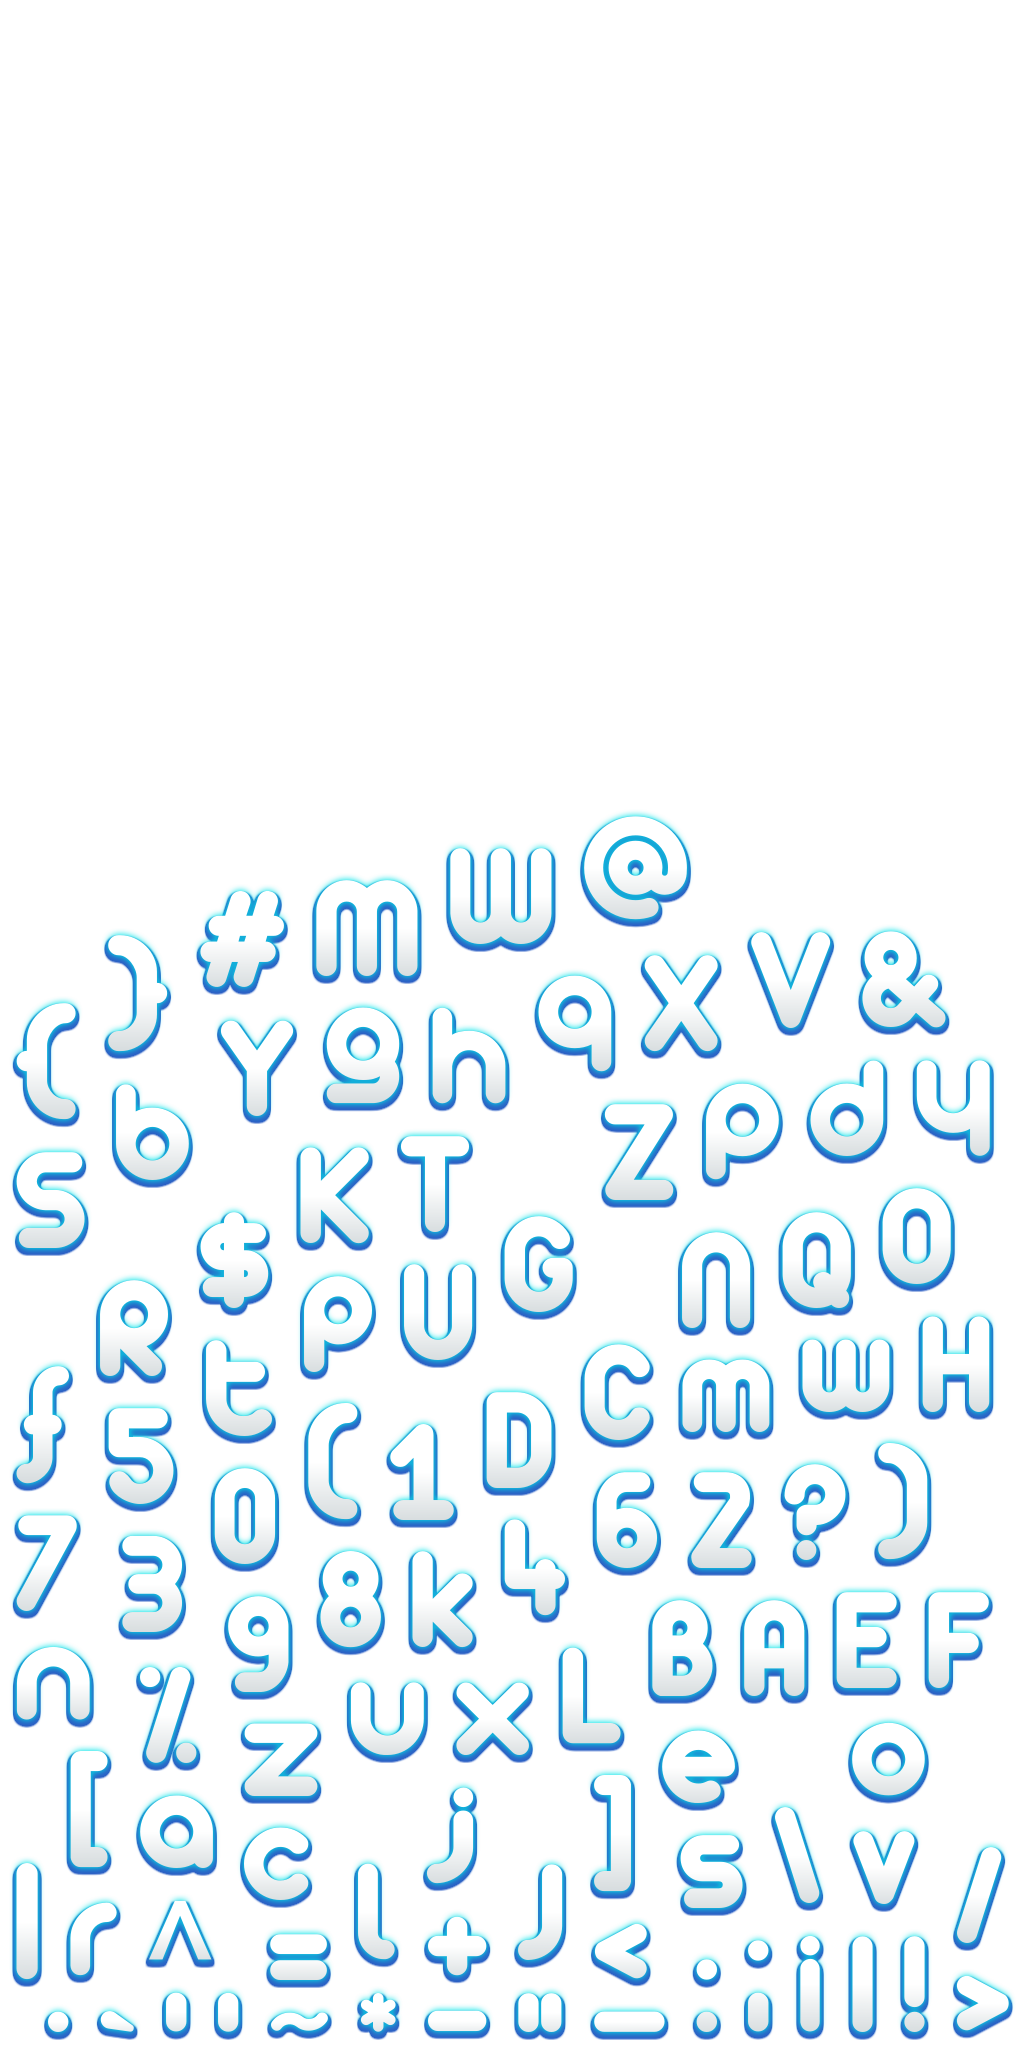 # m W @
{ } Y g h q X V &
b Z p d y
S K T
$ G n Q O
R P U
f t C m w H
5 ( 1 D
0 6 Z ? )
7 3 8 k 4
9 B A E F
n % u x L
z e o
[ a j ]
c s \ v /
| r ^ l + J <
= . : ; i l ! >
. ` ' ' ~ * - " _